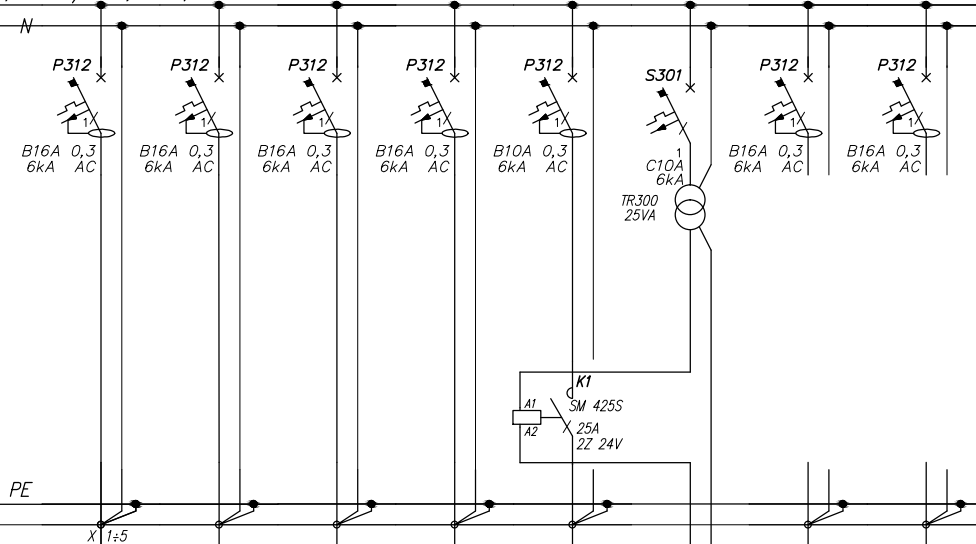 N
P312 P312 P312 P312 P312 S301 P312 P312
1 1 1 1 1 1 1 1
B16A 0,3 B16A 0,3 B16A 0,3 B16A 0,3 B10A 0,3 C10A B16A 0,3 B16A 0,3
6kA AC 6kA AC 6kA AC 6kA AC 6kA AC 6kA 6kA AC 6kA AC
TR300
25VA
K1
A1 SM 425S
A2 25A
2Z 24V
PE
X 1÷5